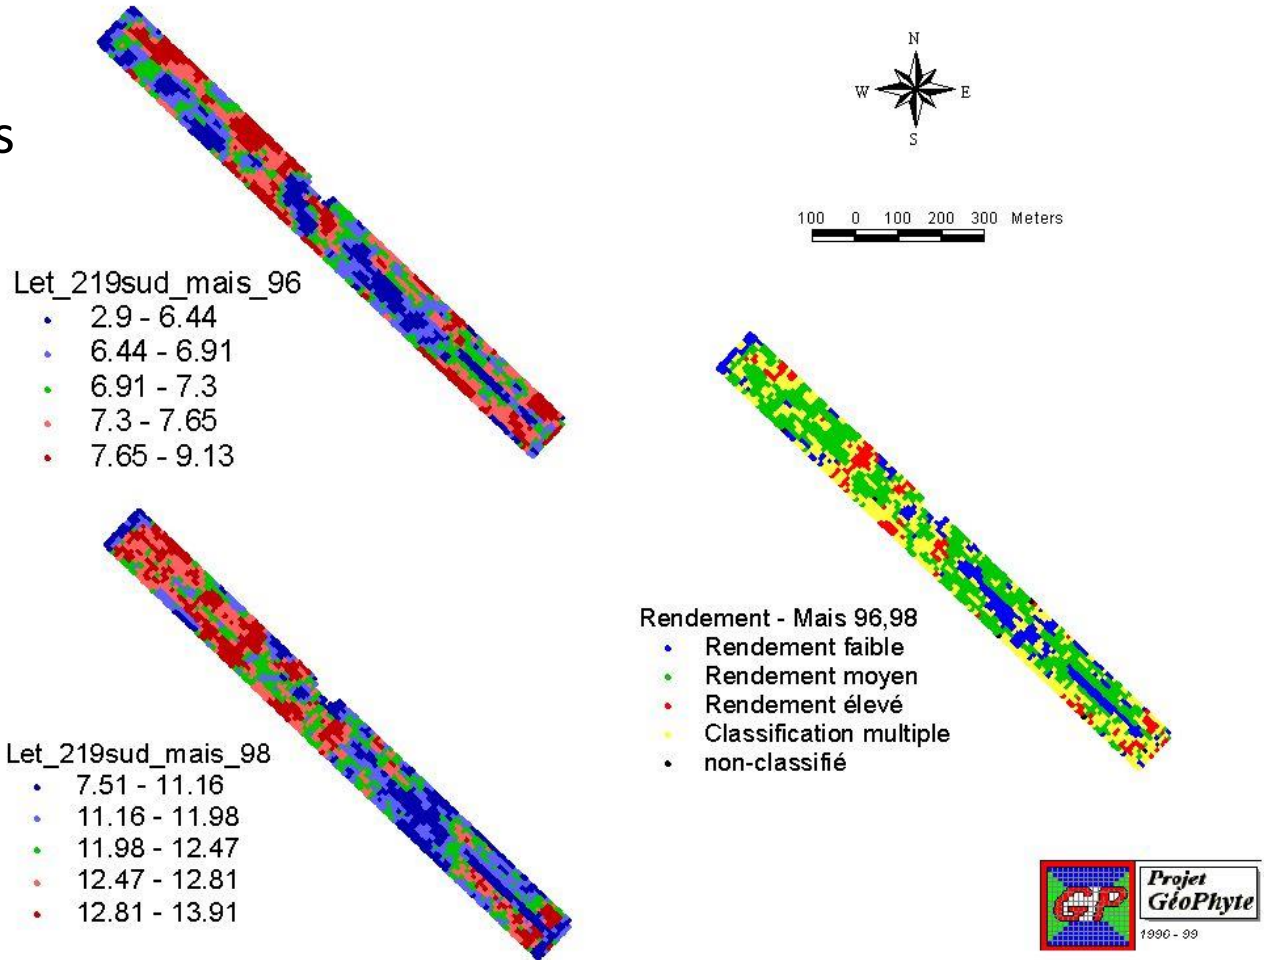 s
N
W E
S
100 0 100 200 300 Meters
Let_219sud_mais_96
2.9 - 6.44
6.44 - 6.91
6.91 - 7.3
7.3 - 7.65
7.65 - 9.13
Let_219sud_mais_98
7.51 - 11.16
11.16 - 11.98
11.98 - 12.47
12.47 - 12.81
12.81 - 13.91
Rendement - Mais 96,98
Rendement faible
Rendement moyen
Rendement élevé
Classification multiple
non-classifié
GP
Projet
GéoPhyte
1996 - 99